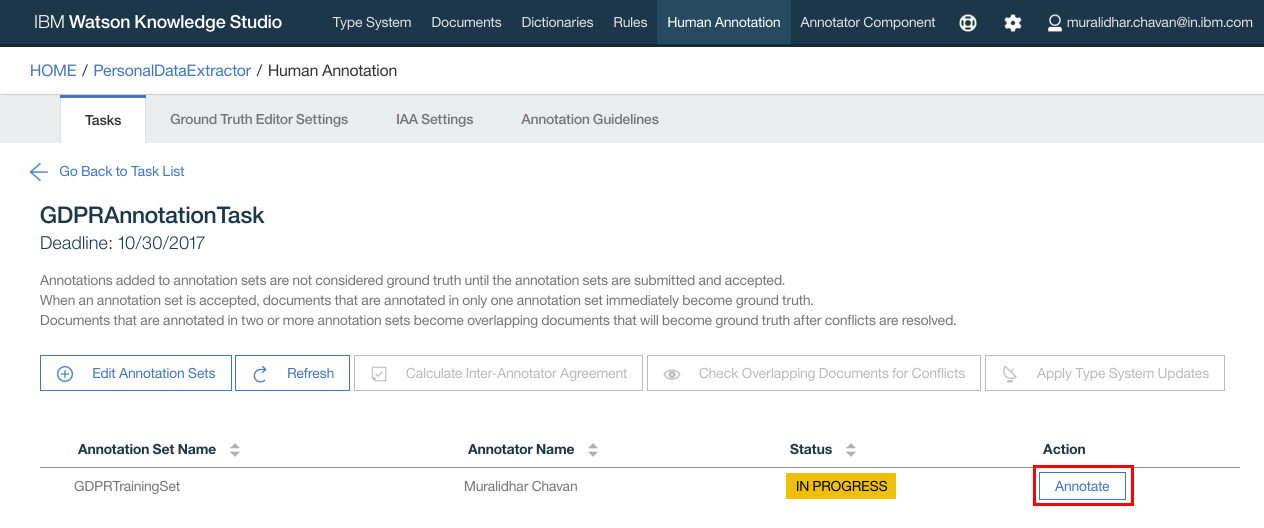 IBM Watson Knowledge Studio Type System Documents Dictionaries Rules Human Annotation Annotator Component muralidhar.chavan@in.ibm.com
HOME / PersonalDataExtractor / Human Annotation
Tasks Ground Truth Editor Settings IAA Settings Annotation Guidelines
Go Back to Task List
GDPRAnnotationTask
Deadline: 10/30/2017
Annotations added to annotation sets are not considered ground truth until the annotation sets are submitted and accepted.
When an annotation set is accepted, documents that are annotated in only one annotation set immediately become ground truth.
Documents that are annotated in two or more annotation sets become overlapping documents that will become ground truth after conflicts are resolved.
Edit Annotation Sets Refresh Calculate Inter-Annotator Agreement Check Overlapping Documents for Conflicts Apply Type System Updates
Annotation Set Name Annotator Name Status Action
GDPRTrainingSet Muralidhar Chavan IN PROGRESS Annotate